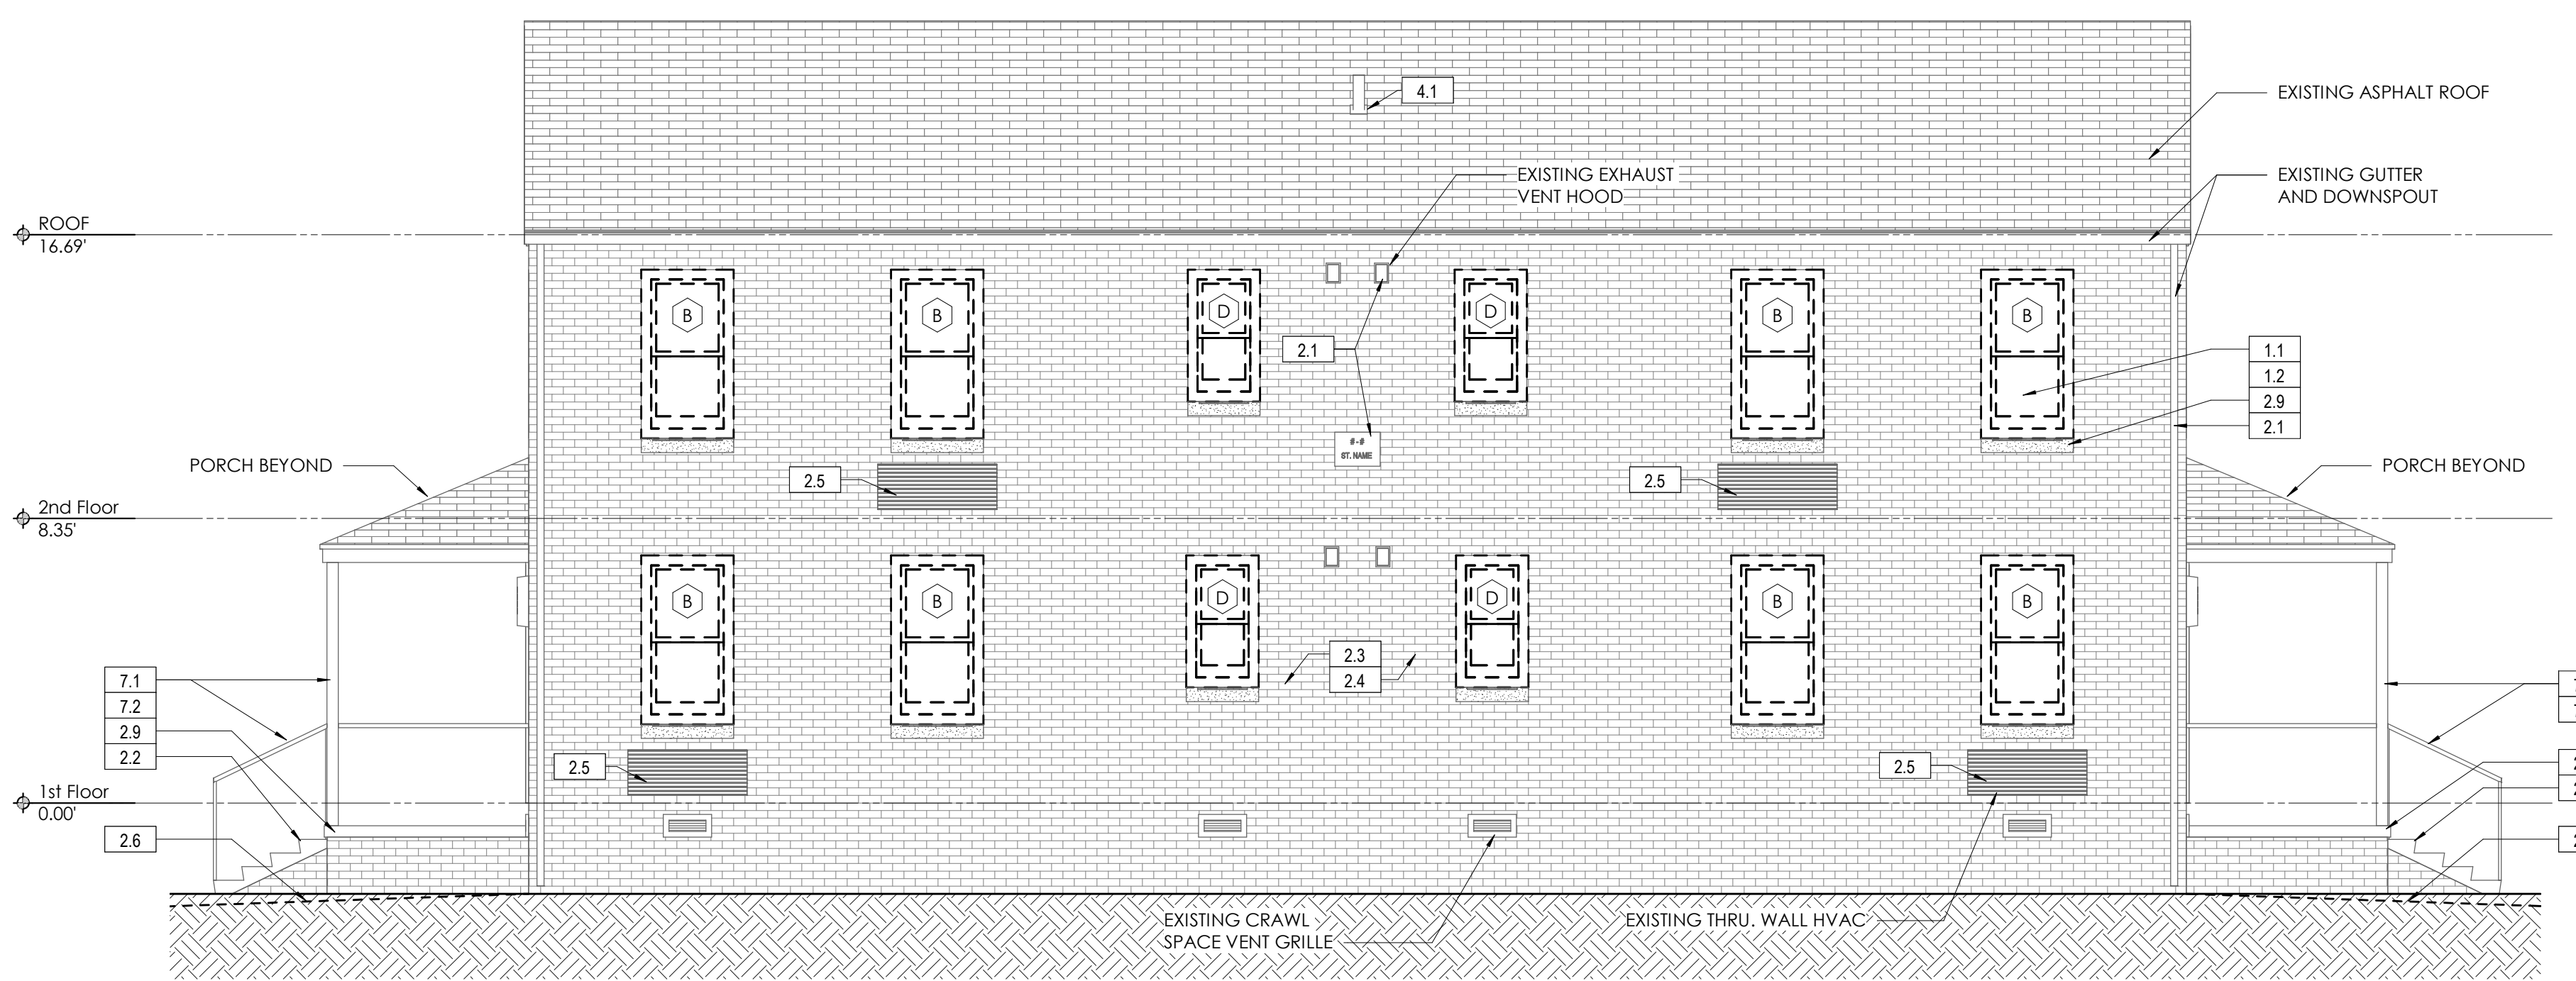 4.1
EXISTING ASPHALT ROOF
EXISTING EXHAUST
VENT HOOD
EXISTING GUTTER
AND DOWNSPOUT
ROOF
16.69'
B
B
D
D
B
B
2.1
1.1
1.2
2.9
2.1
#-#
ST. NAME
PORCH BEYOND
PORCH BEYOND
2.5
2.5
2nd Floor
8.35'
B
B
D
D
B
B
2.3
2.4
7.1
7.2
2.9
2.2
2.5
2.5
1st Floor
0.00'
2.6
EXISTING CRAWL
SPACE VENT GRILLE
EXISTING THRU. WALL HVAC